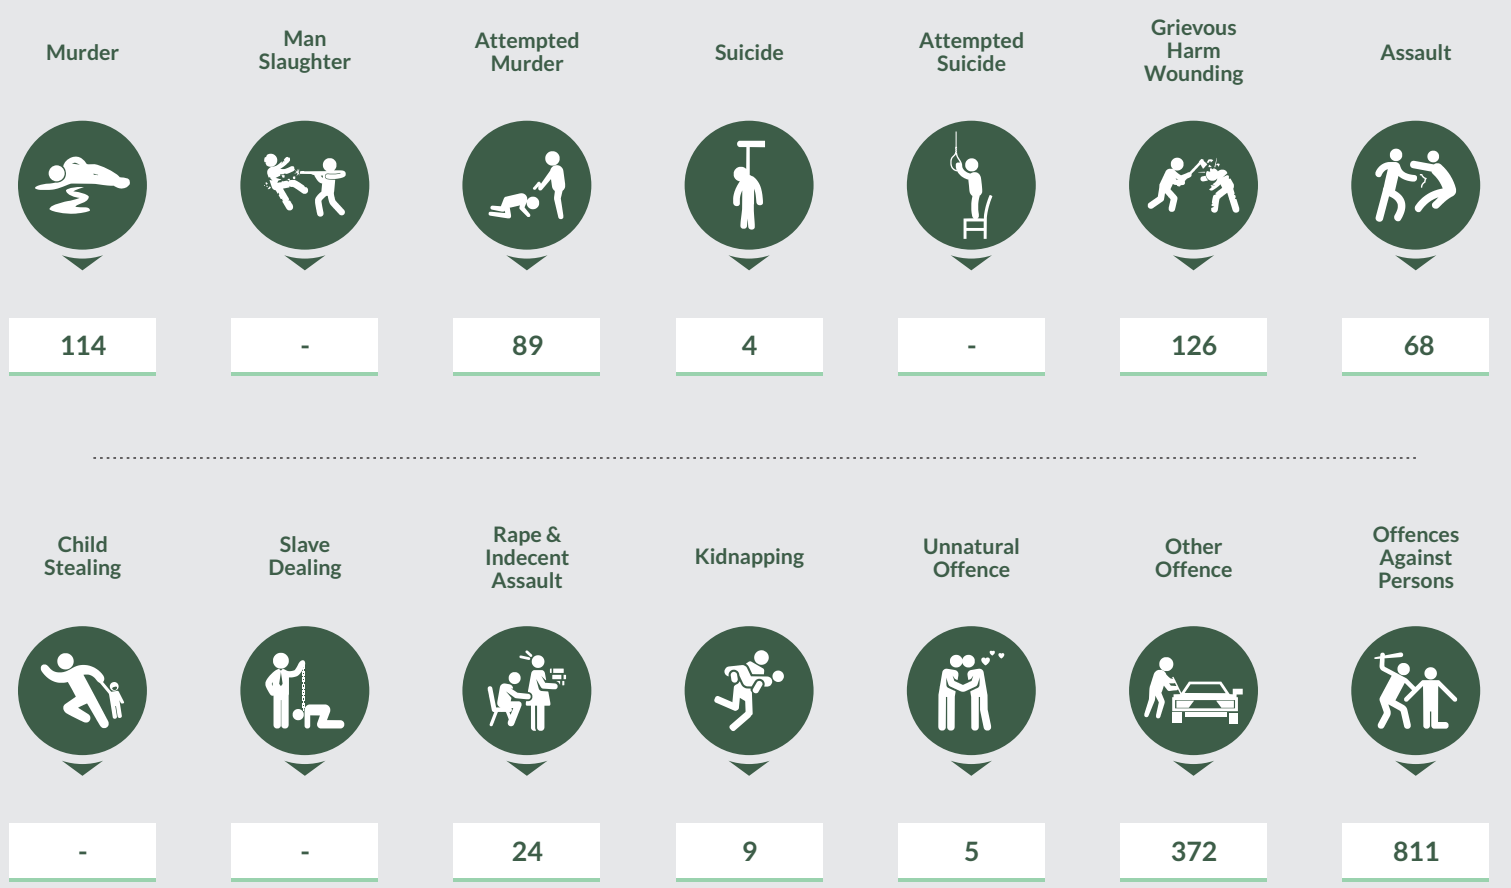 Murder
Man
Slaughter
Attempted
Murder
Suicide
Attempted
Suicide
Grievous
Harm
Wounding
Assault
114
-
89
4
-
126
68
Child
Stealing
Slave
Dealing
Rape &
Indecent
Assault
Kidnapping
Unnatural
Offence
Other
Offence
Offences
Against
Persons
-
-
24
9
5
372
811